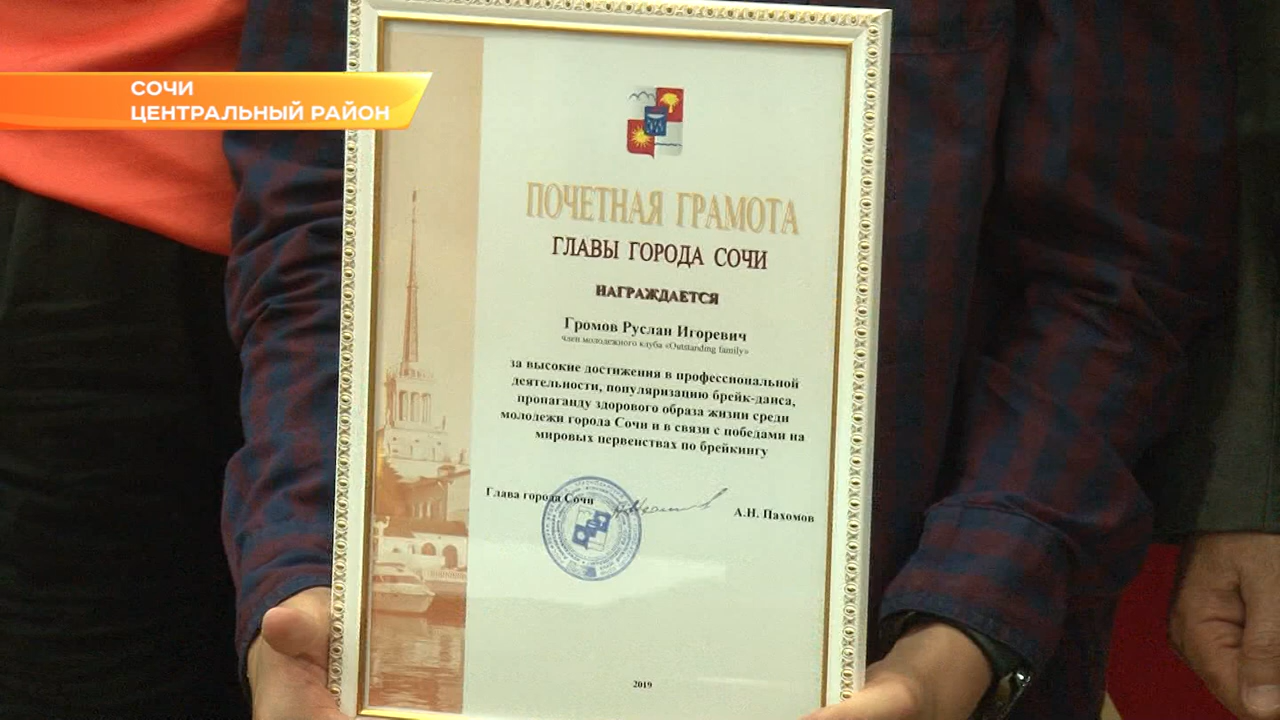 СОЧИ
ЦЕНТРАЛЬНЫЙ РАЙОН
ПОЧЕТНАЯ ГРАМОТА
ГЛАВЫ ГОРОДА СОЧИ
НАГРАЖДАЕТСЯ
Громов Руслан Игоревич
член молодежного клуба «Outstanding family»
за высокие достижения в профессиональной
деятельности, популяризацию брейк-данса,
пропаганду здорового образа жизни среди
молодежи города Сочи и в связи с победами на
мировых первенствах по брейкингу
Глава города Сочи
А.Н. Пахомов
2019